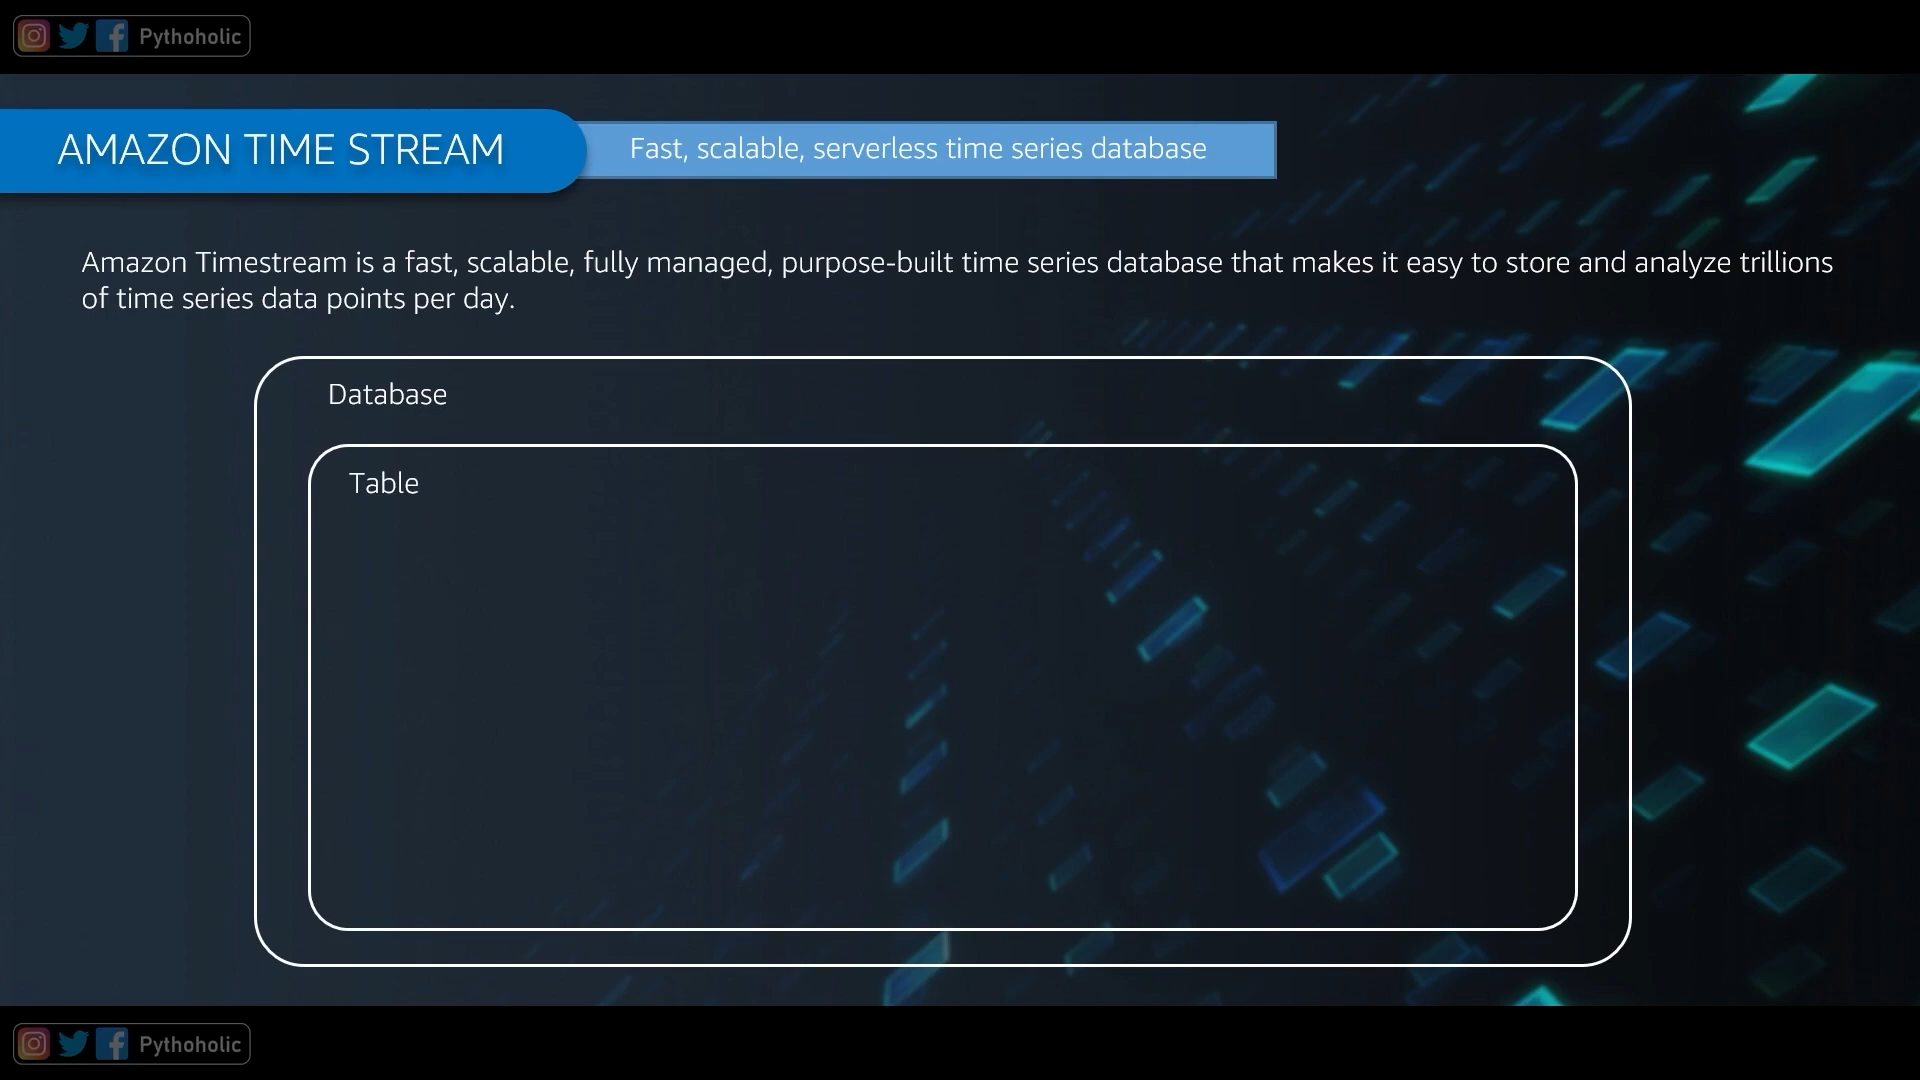 Pythoholic
AMAZON TIME STREAM
Fast, scalable, serverless time series database
Amazon Timestream is a fast, scalable, fully managed, purpose-built time series database that makes it easy to store and analyze trillions
of time series data points per day.
Database
Table
Pythoholic